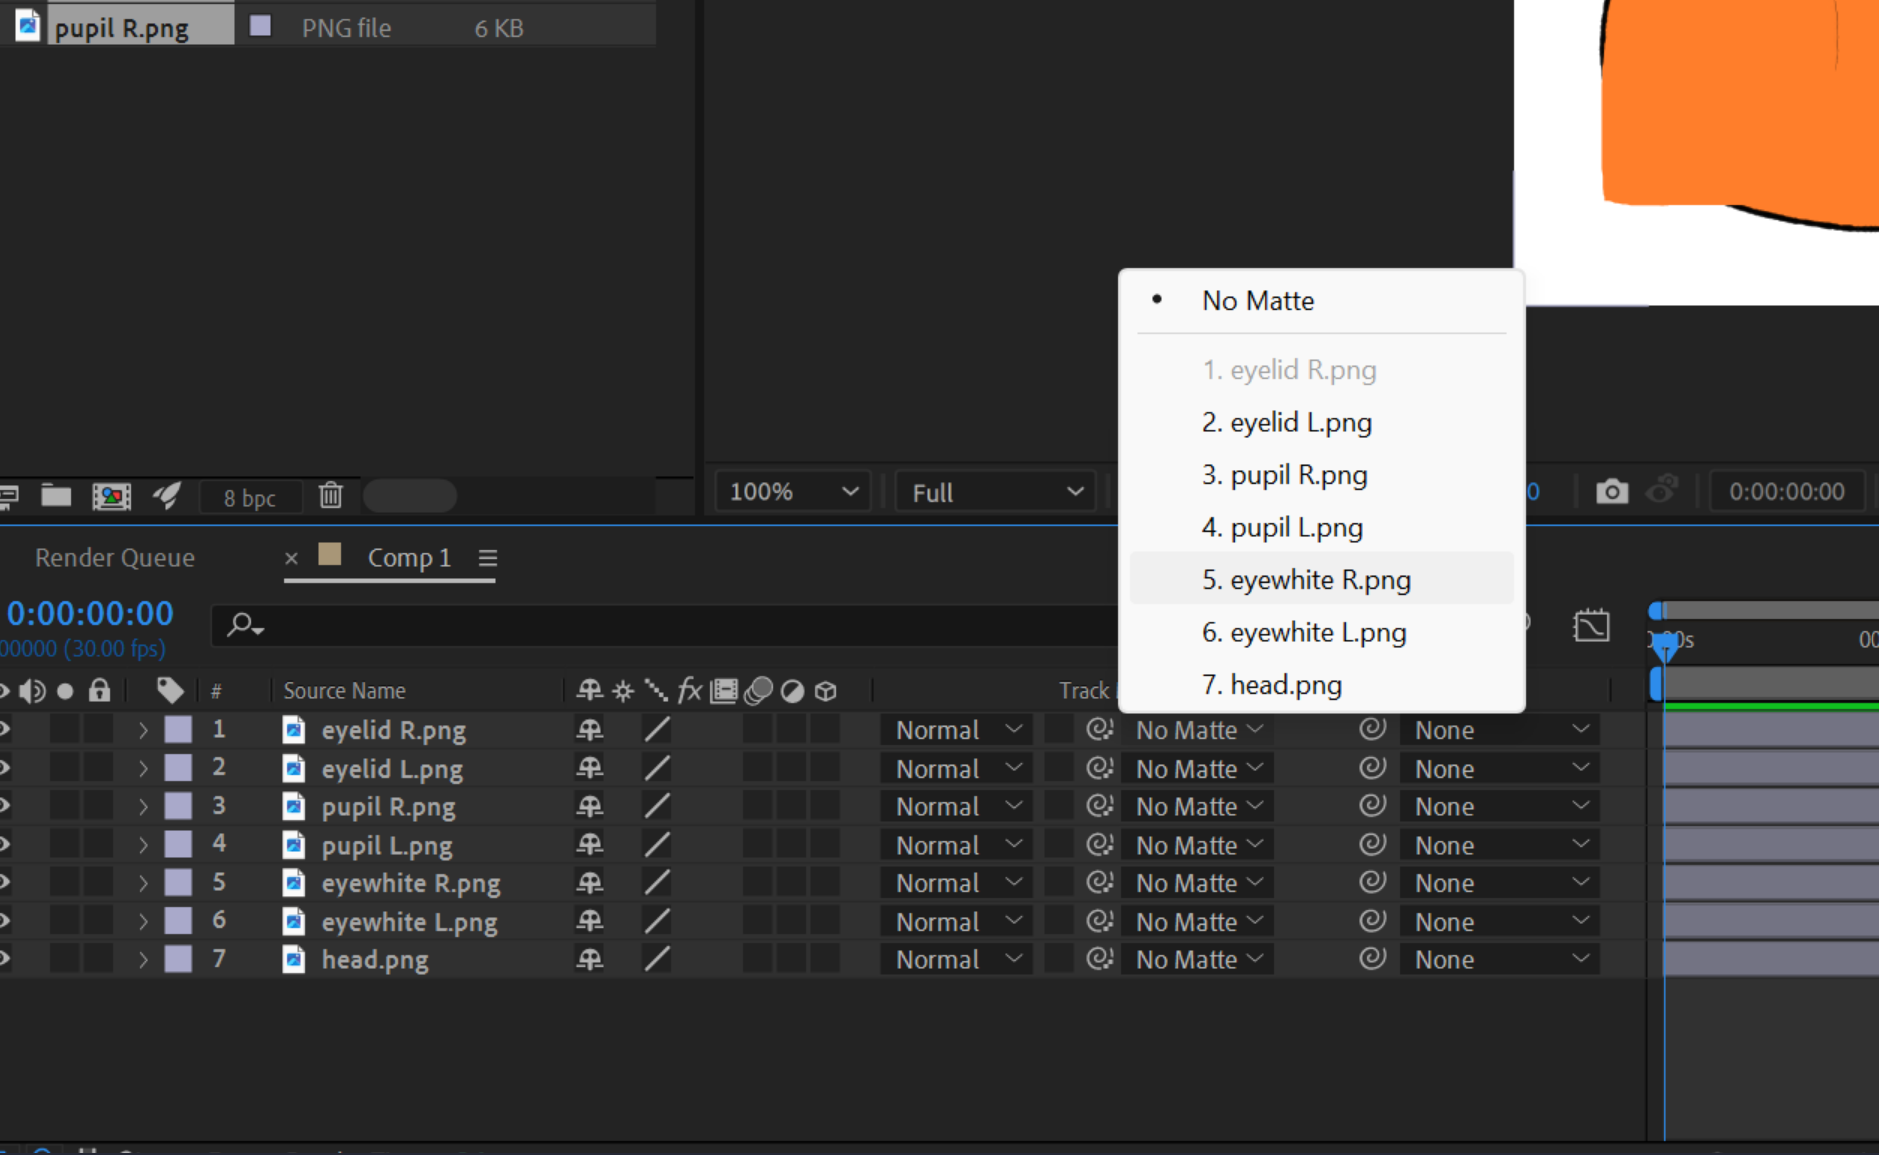 pupil R.png PNG file 6 KB
No Matte
1. eyelid R.png
2. eyelid L.png
3. pupil R.png
4. pupil L.png
5. eyewhite R.png
6. eyewhite L.png
7. head.png
8 bpc 100% Full 0 0:00:00:00
Render Queue × Comp 1
0:00:00:00
00000 (30.00 fps)
00
# Source Name fx Track
1 eyelid R.png Normal No Matte None
2 eyelid L.png Normal No Matte None
3 pupil R.png Normal No Matte None
4 pupil L.png Normal No Matte None
5 eyewhite R.png Normal No Matte None
6 eyewhite L.png Normal No Matte None
7 head.png Normal No Matte None